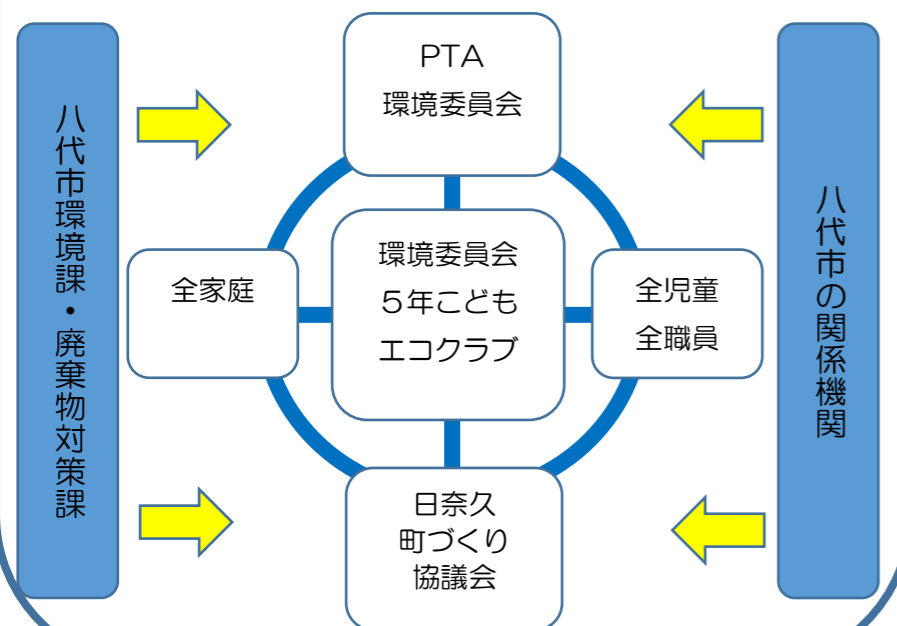 八代市環境課・廃棄物対策課
PTA
環境委員会
全家庭
環境委員会
５年こども
エコクラブ
全児童
全職員
日奈久
町づくり
協議会
八代市の関係機関